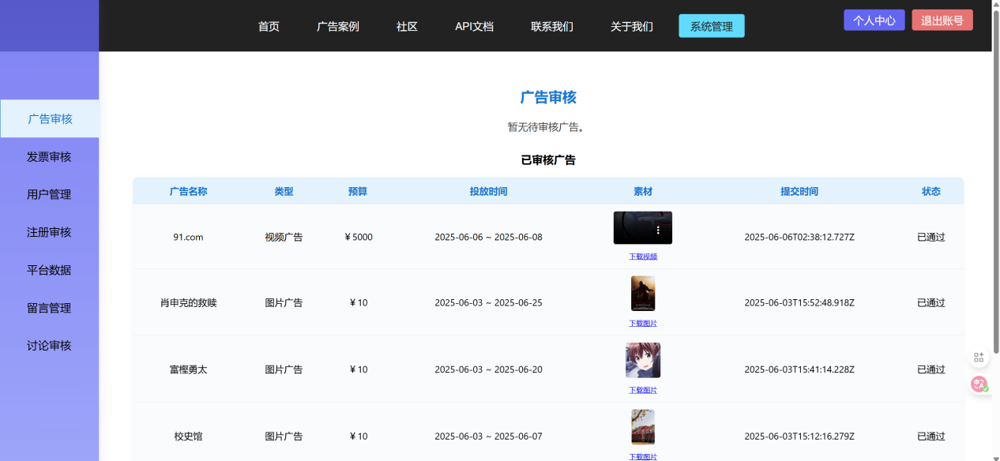 首页 广告案例 社区 API文档 联系我们 关于我们 系统管理 个人中心 退出账号
广告审核
发票审核
用户管理
注册审核
平台数据
留言管理
讨论审核
广告审核
暂无待审核广告。
已审核广告
广告名称 类型 预算 投放时间 素材 提交时间 状态
91.com 视频广告 ¥5000 2025-06-06 ~ 2025-06-08 下载视频 2025-06-06T02:38:12.727Z 已通过
肖申克的救赎 图片广告 ¥10 2025-06-03 ~ 2025-06-25 下载图片 2025-06-03T15:52:48.918Z 已通过
富樫勇太 图片广告 ¥10 2025-06-03 ~ 2025-06-20 下载图片 2025-06-03T15:41:14.228Z 已通过
校史馆 图片广告 ¥10 2025-06-03 ~ 2025-06-07 下载图片 2025-06-03T15:12:16.279Z 已通过